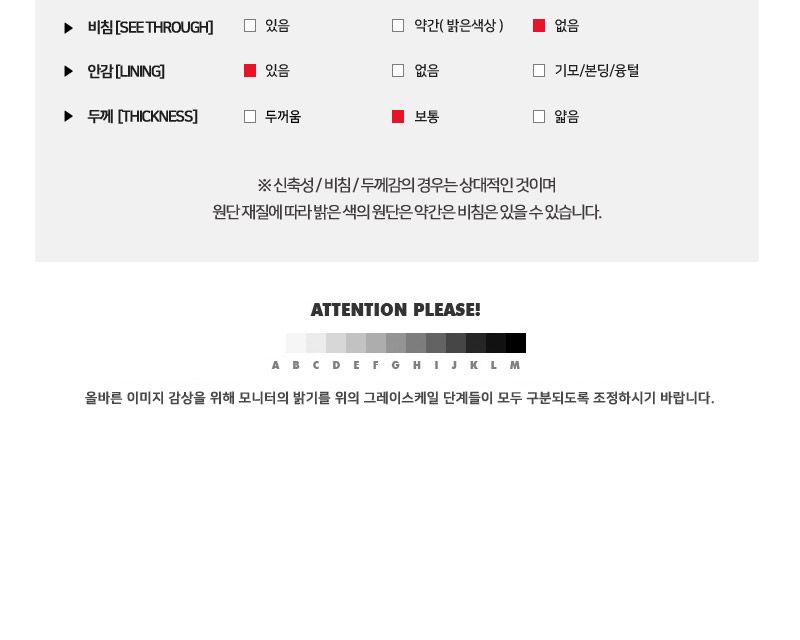 ▶ 비침 [SEE THROUGH] □ 있음 □ 약간( 밝은색상 ) ■ 없음
▶ 안감 [LINING] ■ 있음 □ 없음 □ 기모/본딩/융털
▶ 두께 [THICKNESS] □ 두꺼움 ■ 보통 □ 얇음
※ 신축성 / 비침 / 두께감의 경우는 상대적인 것이며
원단 재질에 따라 밝은 색의 원단은 약간은 비침은 있을 수 있습니다.
ATTENTION PLEASE!
A B C D E F G H I J K L M
올바른 이미지 감상을 위해 모니터의 밝기를 위의 그레이스케일 단계들이 모두 구분되도록 조정하시기 바랍니다.